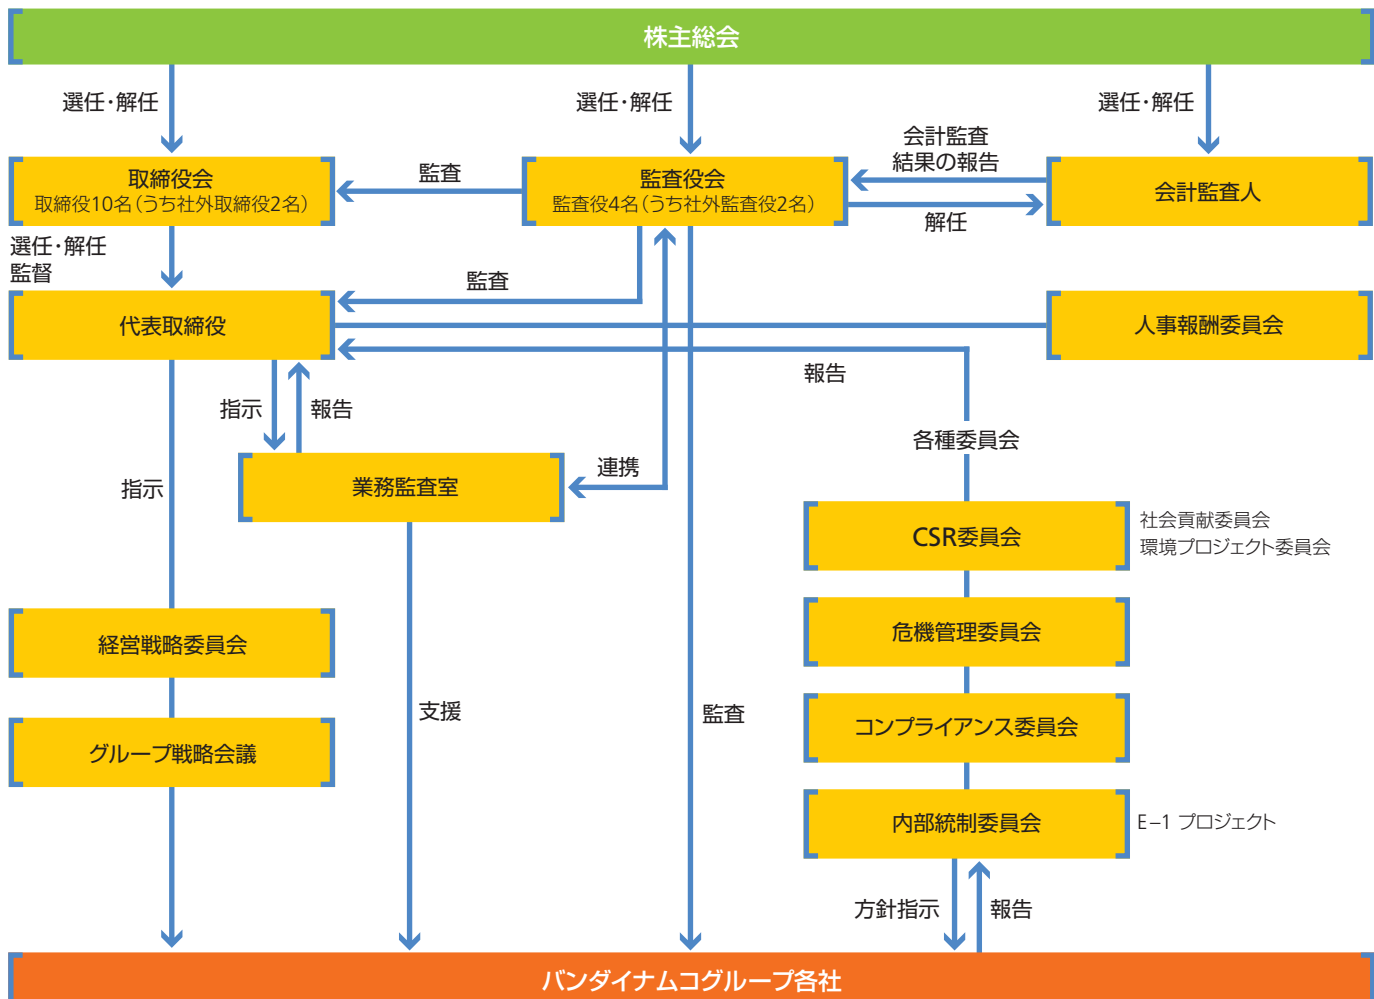 株主総会
選任・解任
選任・解任
選任・解任
取締役会
取締役10名（うち社外取締役2名）
監査
監査役会
監査役4名（うち社外監査役2名）
会計監査
結果の報告
解任
会計監査人
選任・解任
監督
監査
代表取締役
人事報酬委員会
報告
指示
報告
各種委員会
指示
業務監査室
連携
CSR委員会
社会貢献委員会
環境プロジェクト委員会
経営戦略委員会
危機管理委員会
グループ戦略会議
支援
監査
コンプライアンス委員会
内部統制委員会
E−1 プロジェクト
方針指示
報告
バンダイナムコグループ各社